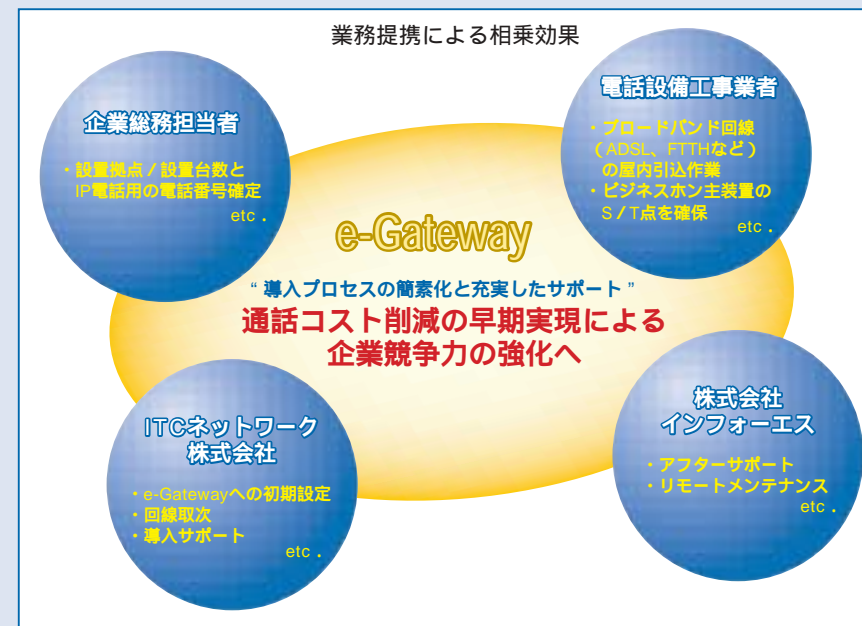 業務提携による相乗効果
企業総務担当者
・設置拠点/設置台数と
IP電話用の電話番号確定
etc.
電話設備工事業者
・ブロードバンド回線
(ADSL、FTTHなど)
の屋内引込作業
・ビジネスホン主装置の
S/T点を確保
etc.
e-Gateway
“導入プロセスの簡素化と充実したサポート”
通話コスト削減の早期実現による
企業競争力の強化へ
ITCネットワーク
株式会社
・e-Gatewayへの初期設定
・回線取次
・導入サポート
etc.
株式会社
インフォーエス
・アフターサポート
・リモートメンテナンス
etc.